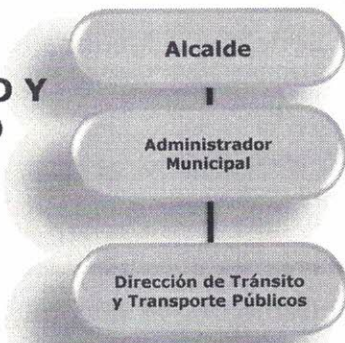 Alcalde
Y
Administrador
Municipal
Dirección de Tránsito
y Transporte Públicos